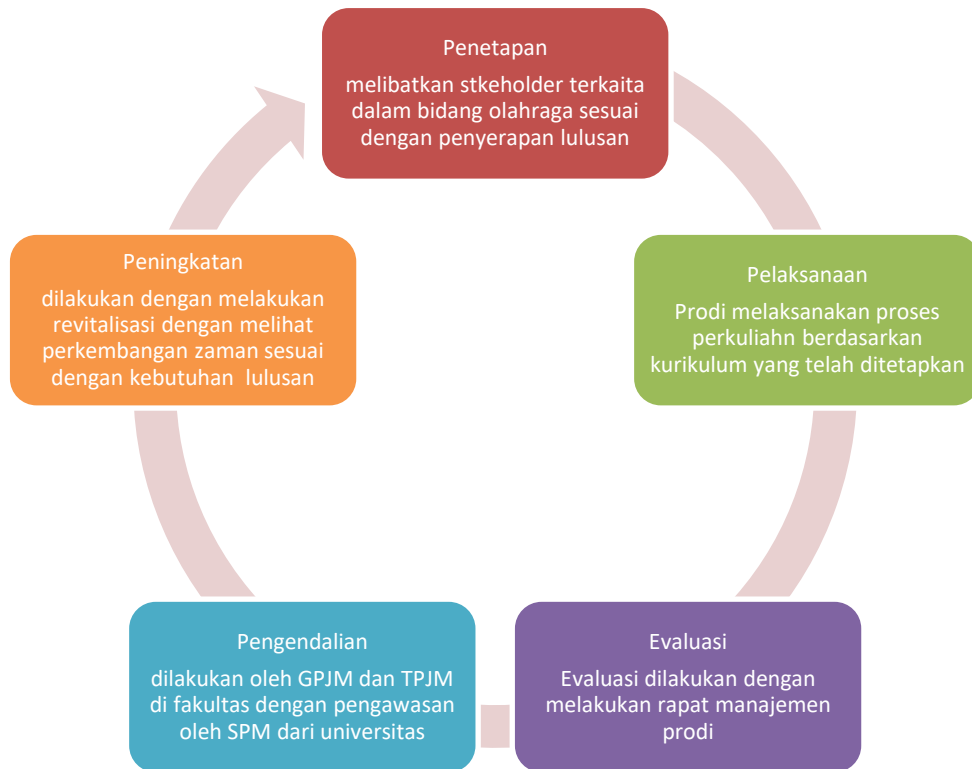 Penetapan
melibatkan stkeholder terkaita
dalam bidang olahraga sesuai
dengan penyerapan lulusan
Pelaksanaan
Prodi melaksanakan proses
perkuliahn berdasarkan
kurikulum yang telah ditetapkan
Evaluasi
Evaluasi dilakukan dengan
melakukan rapat manajemen
prodi
Pengendalian
dilakukan oleh GPJM dan TPJM
di fakultas dengan pengawasan
oleh SPM dari universitas
Peningkatan
dilakukan dengan melakukan
revitalisasi dengan melihat
perkembangan zaman sesuai
dengan kebutuhan lulusan